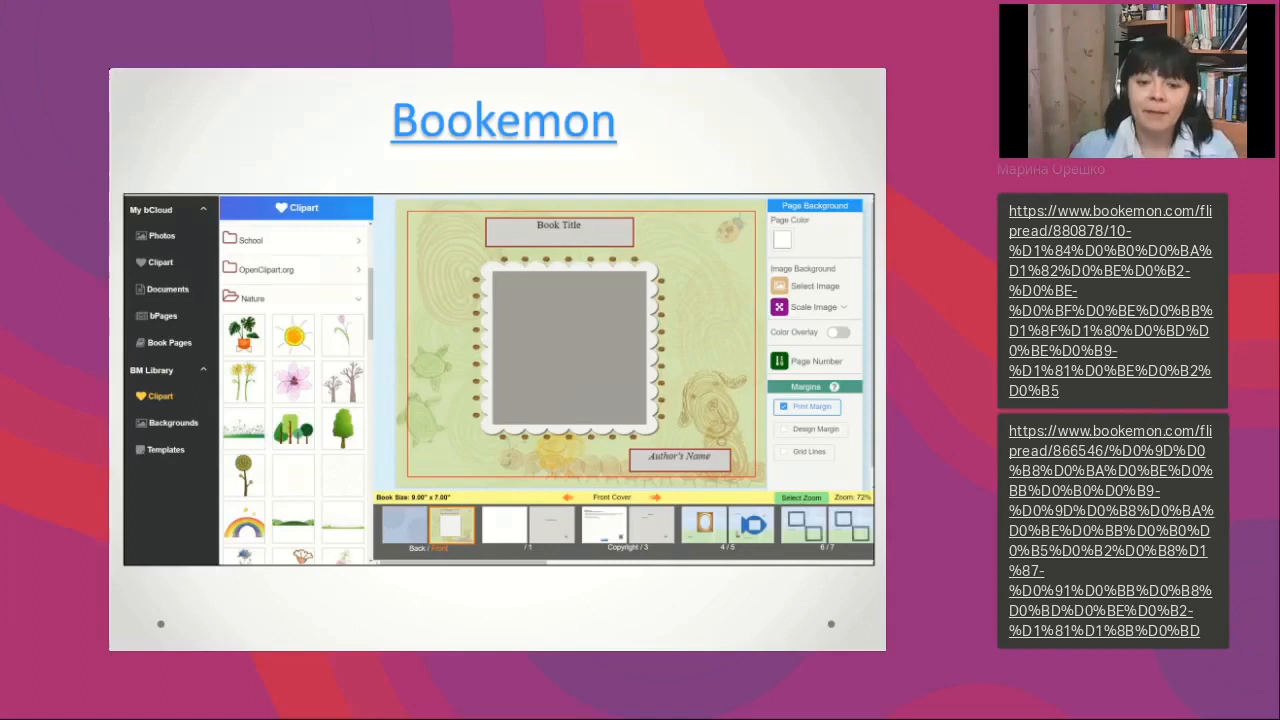 Bookemon
My bCloud
Photos
Clipart
Documents
bPages
Book Pages
BM Library
Clipart
Backgrounds
Templates
Clipart
School
OpenClipart.org
Nature
Book Title
Author's Name
Page Background
Page Color
Image Background
Select Image
Scale Image
Color Overlay
Page Number
Margins ?
Print Margin
Design Margin
Grid Lines
Book Size: 9.00" x 7.00"
Front Cover
Select Zoom
Zoom: 72%
Back / Front
/ 1
Copyright / 3
4 / 5
6 / 7
Марина Орешко
https://www.bookemon.com/fli
pread/880878/10-
%D1%84%D0%B0%D0%BA%
D1%82%D0%BE%D0%B2-
%D0%BE-
%D0%BF%D0%BE%D0%BB%
D1%8F%D1%80%D0%BD%D
0%BE%D0%B9-
%D1%81%D0%BE%D0%B2%
D0%B5
https://www.bookemon.com/fli
pread/866546/%D0%9D%D0
%B8%D0%BA%D0%BE%D0%
BB%D0%B0%D0%B9-
%D0%9D%D0%B8%D0%BA%
D0%BE%D0%BB%D0%B0%D
0%B5%D0%B2%D0%B8%D1
%87-
%D0%91%D0%BB%D0%B8%
D0%BD%D0%BE%D0%B2-
%D1%81%D1%8B%D0%BD